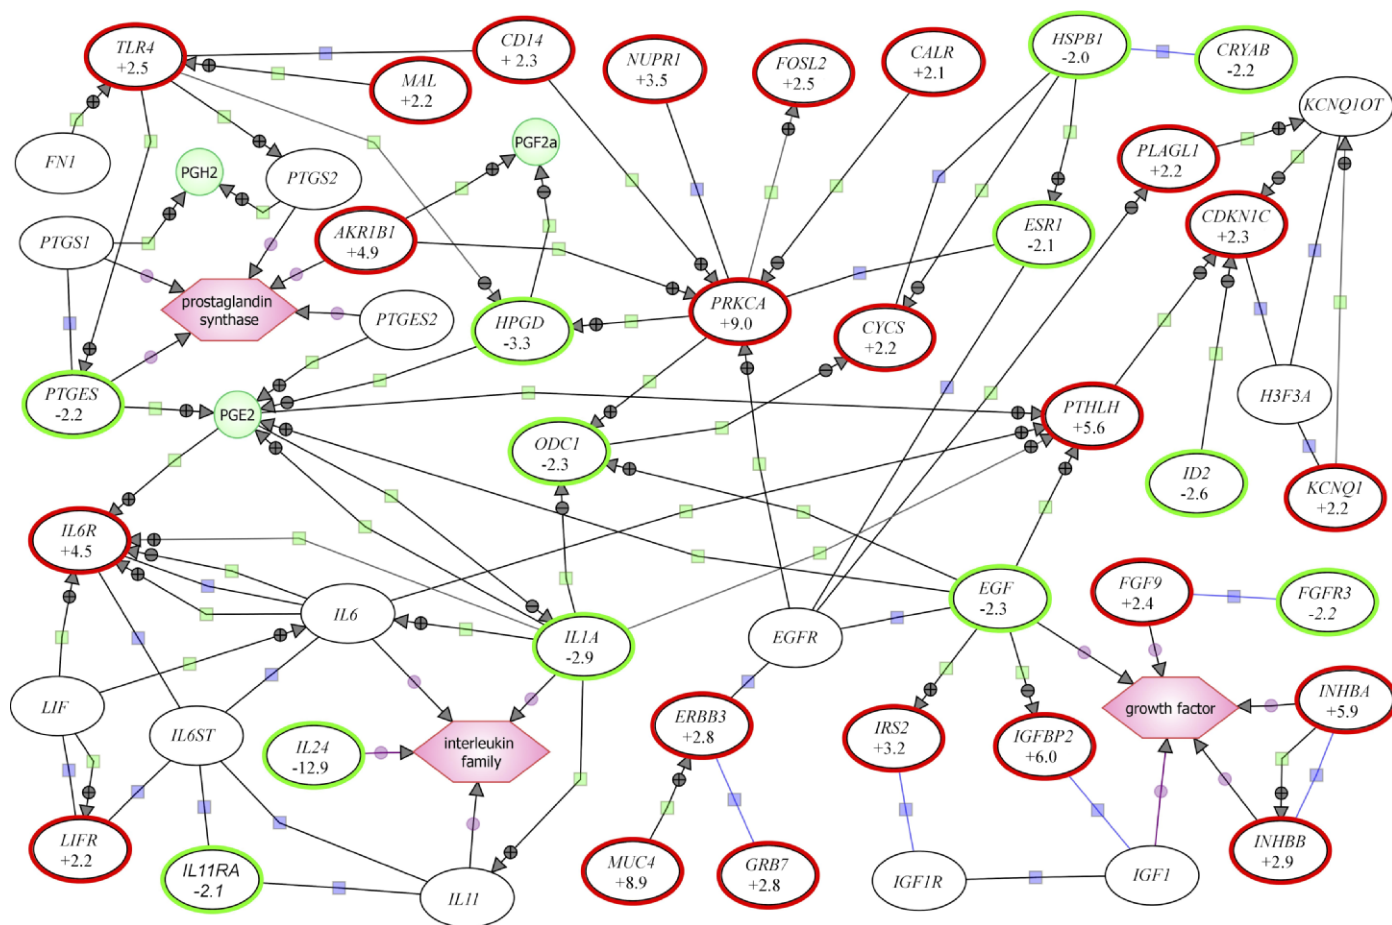 TLR4
+2.5
CD14
+ 2.3
MAL
+2.2
NUPR1
+3.5
FOSL2
+2.5
CALR
+2.1
HSPB1
-2.0
CRYAB
-2.2
KCNQ1OT
FN1
PGH2
PTGS2
PGF2a
PLAGL1
+2.2
PTGS1
AKR1B1
+4.9
ESR1
-2.1
CDKN1C
+2.3
prostaglandin
synthase
PTGES2
HPGD
-3.3
PRKCA
+9.0
CYCS
+2.2
PTGES
-2.2
PGE2
ODC1
-2.3
PTHLH
+5.6
H3F3A
ID2
-2.6
KCNQ1
+2.2
IL6R
+4.5
IL6
IL1A
-2.9
EGFR
EGF
-2.3
FGF9
+2.4
FGFR3
-2.2
LIF
IL6ST
IL24
-12.9
interleukin
family
ERBB3
+2.8
IRS2
+3.2
IGFBP2
+6.0
growth factor
INHBA
+5.9
LIFR
+2.2
IL11RA
-2.1
IL11
MUC4
+8.9
GRB7
+2.8
IGF1R
IGF1
INHBB
+2.9